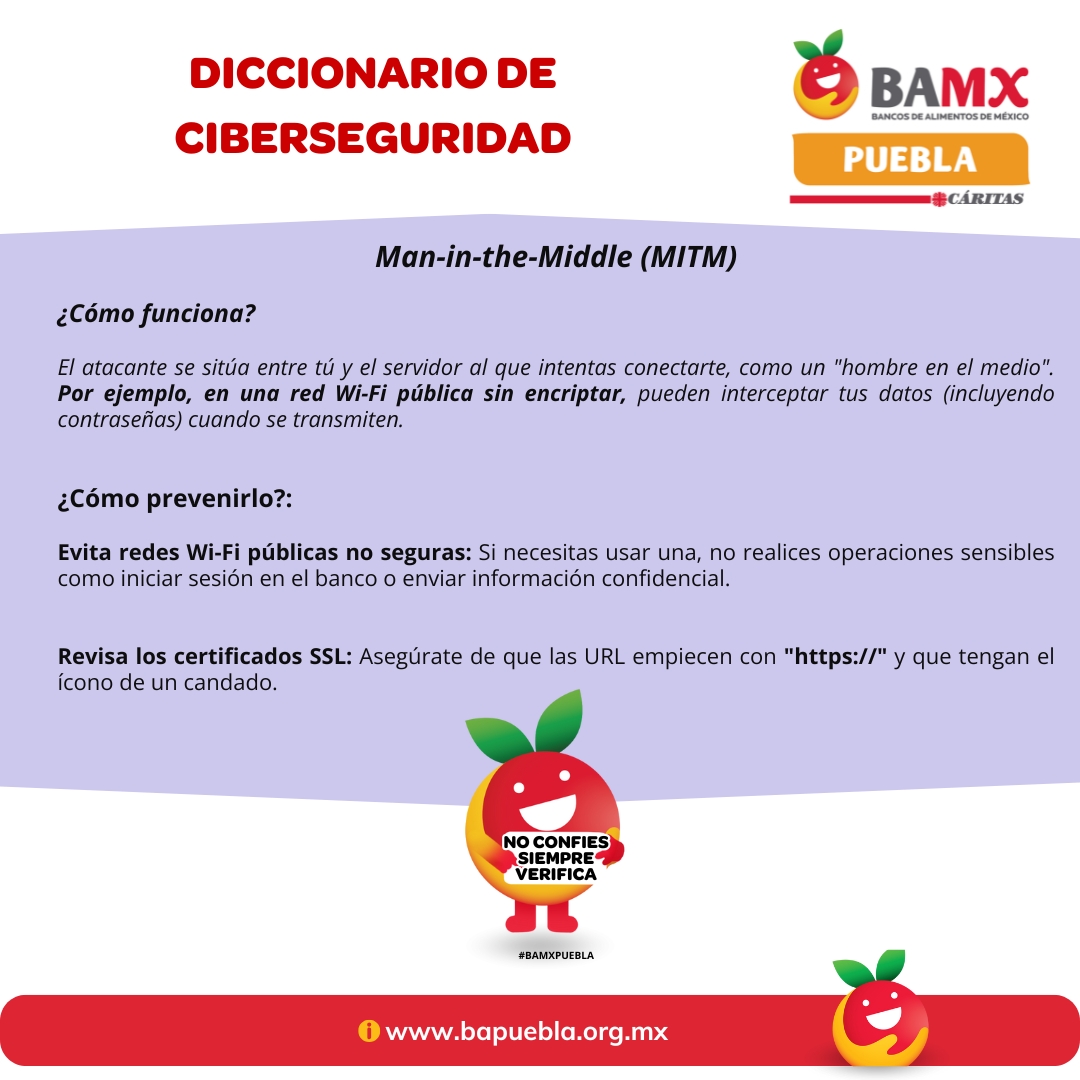 DICCIONARIO DE
CIBERSEGURIDAD
BAMX
BANCOS DE ALIMENTOS DE MÉXICO
PUEBLA
CÁRITAS
Man-in-the-Middle (MITM)
¿Cómo funciona?
El atacante se sitúa entre tú y el servidor al que intentas conectarte, como un "hombre en el medio".
Por ejemplo, en una red Wi-Fi pública sin encriptar, pueden interceptar tus datos (incluyendo
contraseñas) cuando se transmiten.
¿Cómo prevenirlo?:
Evita redes Wi-Fi públicas no seguras: Si necesitas usar una, no realices operaciones sensibles
como iniciar sesión en el banco o enviar información confidencial.
Revisa los certificados SSL: Asegúrate de que las URL empiecen con "https://" y que tengan el
ícono de un candado.
NO CONFIES
SIEMPRE
VERIFICA
#BAMXPUEBLA
www.bapuebla.org.mx